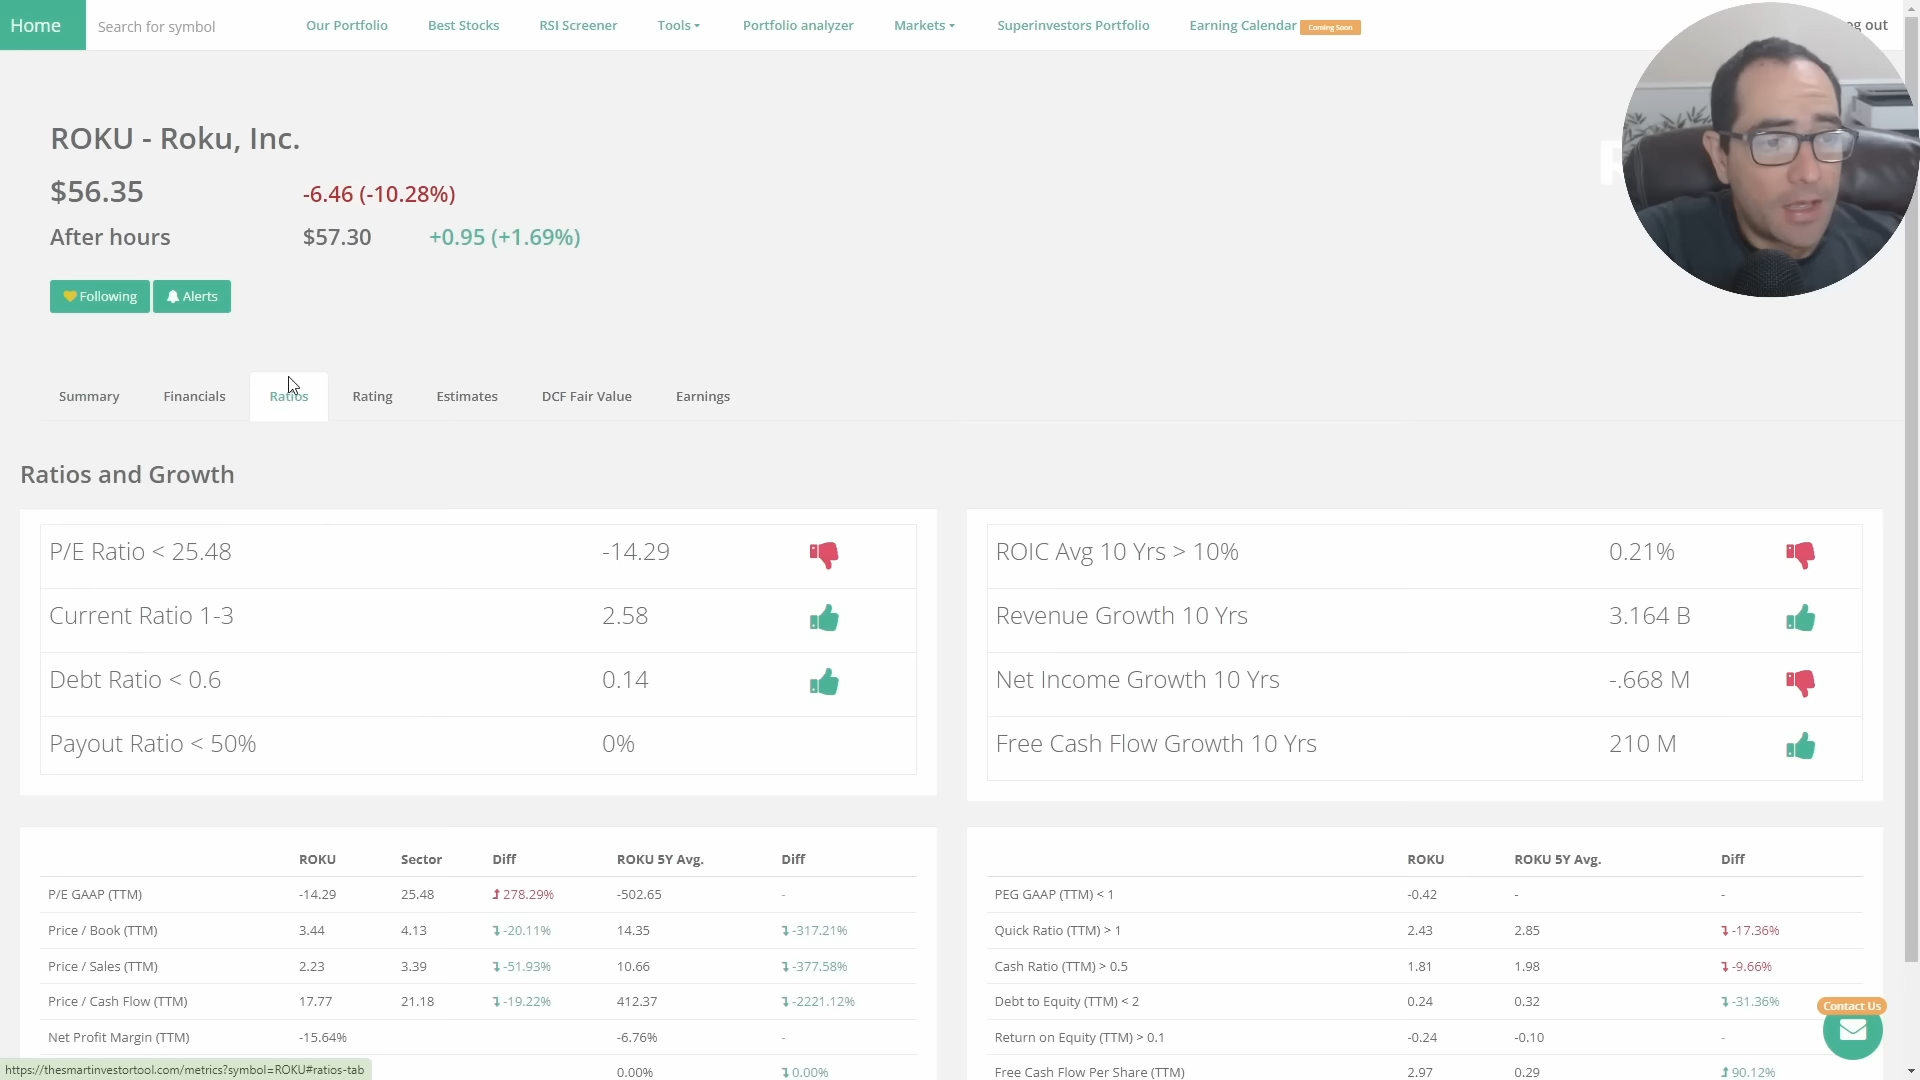 Home
Search for symbol
Our Portfolio
Best Stocks
RSI Screener
Tools
Portfolio analyzer
Markets
Superinvestors Portfolio
Earning Calendar Coming Soon
out
ROKU - Roku, Inc.
$56.35 -6.46 (-10.28%)
After hours $57.30 +0.95 (+1.69%)
Following
Alerts
Summary Financials Ratios Rating Estimates DCF Fair Value Earnings
Ratios and Growth
P/E Ratio < 25.48 -14.29
Current Ratio 1-3 2.58
Debt Ratio < 0.6 0.14
Payout Ratio < 50% 0%
ROIC Avg 10 Yrs > 10% 0.21%
Revenue Growth 10 Yrs 3.164 B
Net Income Growth 10 Yrs -.668 M
Free Cash Flow Growth 10 Yrs 210 M
ROKU Sector Diff ROKU 5Y Avg. Diff
P/E GAAP (TTM) -14.29 25.48 278.29% -502.65 -
Price / Book (TTM) 3.44 4.13 -20.11% 14.35 -317.21%
Price / Sales (TTM) 2.23 3.39 -51.93% 10.66 -377.58%
Price / Cash Flow (TTM) 17.77 21.18 -19.22% 412.37 -2221.12%
Net Profit Margin (TTM) -15.64% -6.76% -
0.00% 0.00%
ROKU ROKU 5Y Avg. Diff
PEG GAAP (TTM) < 1 -0.42 - -
Quick Ratio (TTM) > 1 2.43 2.85 -17.36%
Cash Ratio (TTM) > 0.5 1.81 1.98 -9.66%
Debt to Equity (TTM) < 2 0.24 0.32 -31.36%
Return on Equity (TTM) > 0.1 -0.24 -0.10 -
Free Cash Flow Per Share (TTM) 2.97 0.29 90.12%
Contact Us
https://thesmartinvestortool.com/metrics?symbol=ROKU#ratios-tab